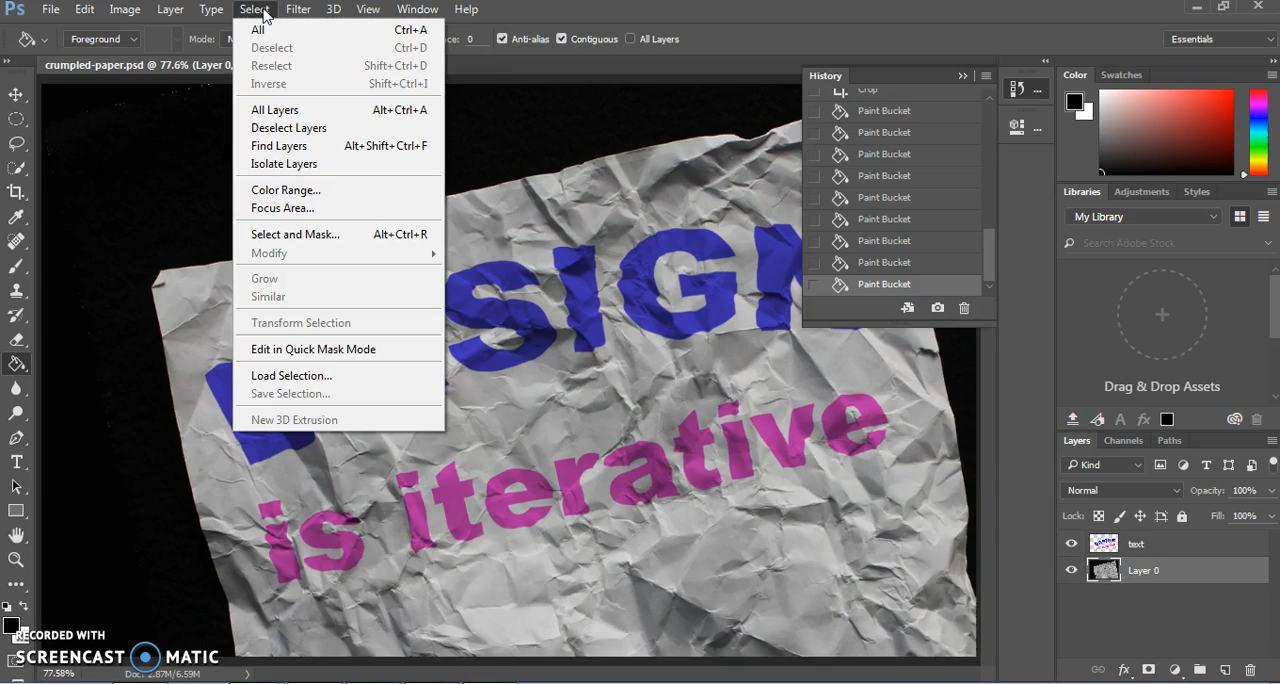 Ps File Edit Image Layer Type Select Filter 3D View Window Help
Foreground Mode: N 0 Anti-alias Contiguous All Layers Essentials
crumpled-paper.psd @ 77.6% (Layer 0,
All Ctrl+A
Deselect Ctrl+D
Reselect Shift+Ctrl+D
Inverse Shift+Ctrl+I
All Layers Alt+Ctrl+A
Deselect Layers
Find Layers Alt+Shift+Ctrl+F
Isolate Layers
Color Range...
Focus Area...
Select and Mask... Alt+Ctrl+R
Modify
Grow
Similar
Transform Selection
Edit in Quick Mask Mode
Load Selection...
Save Selection...
New 3D Extrusion
SIGN
is iterative
History
Crop
Paint Bucket
Paint Bucket
Paint Bucket
Paint Bucket
Paint Bucket
Paint Bucket
Paint Bucket
Paint Bucket
Paint Bucket
Color Swatches
Libraries Adjustments Styles
My Library
Search Adobe Stock
Drag & Drop Assets
Layers Channels Paths
Kind
Normal Opacity: 100%
Lock: Fill: 100%
text
Layer 0
RECORDED WITH
SCREENCAST MATIC
77.58% Doc: 2.87M/6.59M